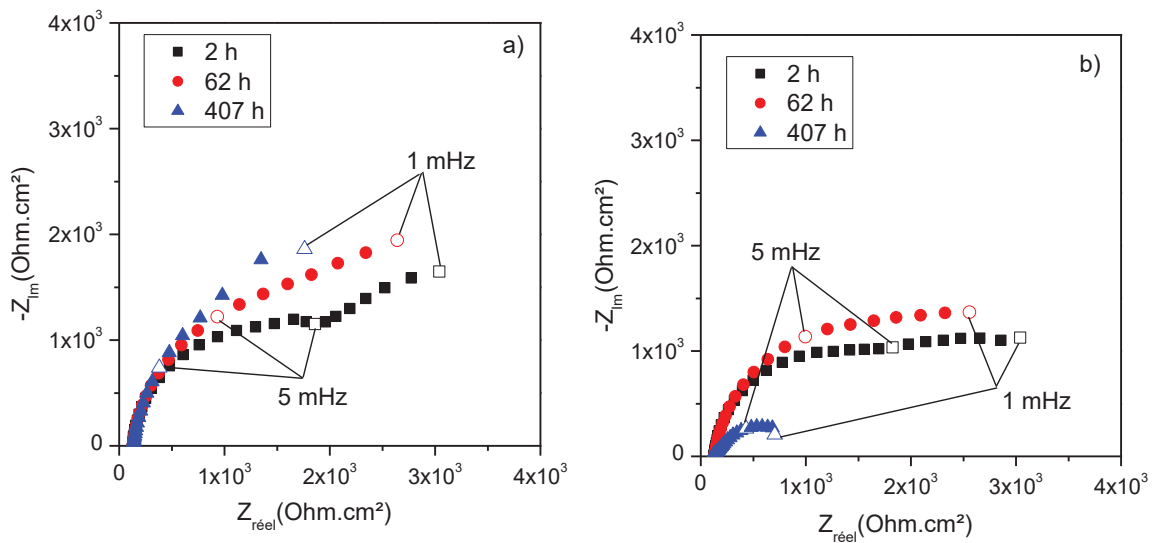 a)
4x10³
3x10³
2x10³
1x10³
0
-Z_Im(Ohm.cm²)
2 h
62 h
407 h
1 mHz
5 mHz
0 1x10³ 2x10³ 3x10³ 4x10³
Z_réel(Ohm.cm²)
b)
4x10³
3x10³
2x10³
1x10³
0
-Z_Im(Ohm.cm²)
2 h
62 h
407 h
5 mHz
1 mHz
0 1x10³ 2x10³ 3x10³ 4x10³
Z_réel(Ohm.cm²)